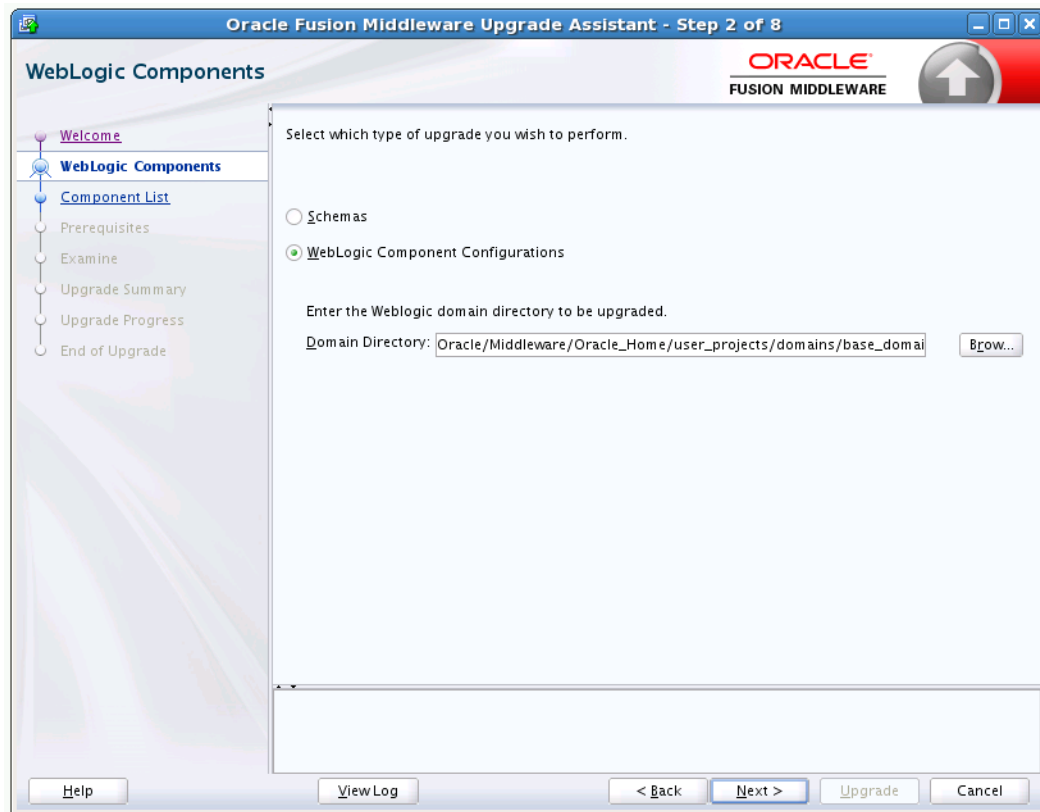 Oracle Fusion Middleware Upgrade Assistant - Step 2 of 8
WebLogic Components
ORACLE
FUSION MIDDLEWARE
Welcome
WebLogic Components
Component List
Prerequisites
Examine
Upgrade Summary
Upgrade Progress
End of Upgrade
Select which type of upgrade you wish to perform.
Schemas
WebLogic Component Configurations
Enter the Weblogic domain directory to be upgraded.
Domain Directory: Oracle/Middleware/Oracle_Home/user_projects/domains/base_domai Brow...
Help View Log < Back Next > Upgrade Cancel